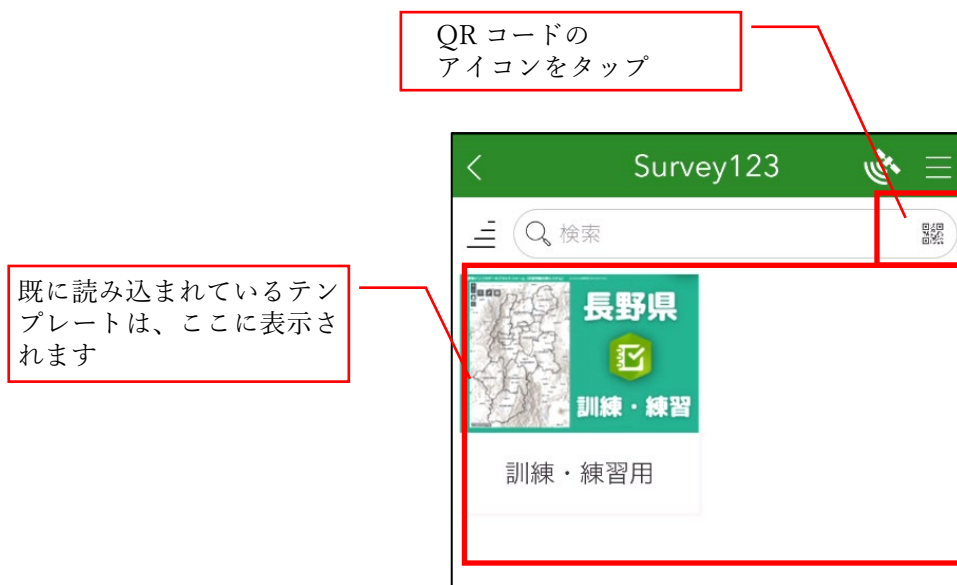 QR コードの
アイコンをタップ
Survey123
検索
既に読み込まれているテン
プレートは、ここに表示さ
れます
長野県
訓練・練習
訓練・練習用